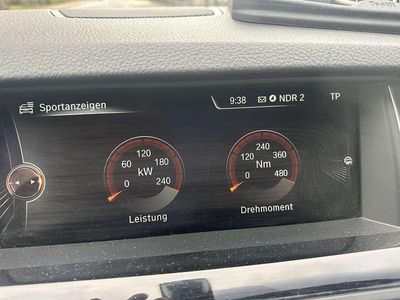 Sportanzeigen
9:38 NDR 2 TP
120
60 180
kW
0 240
Leistung
240
120 360
Nm
0 480
Drehmoment